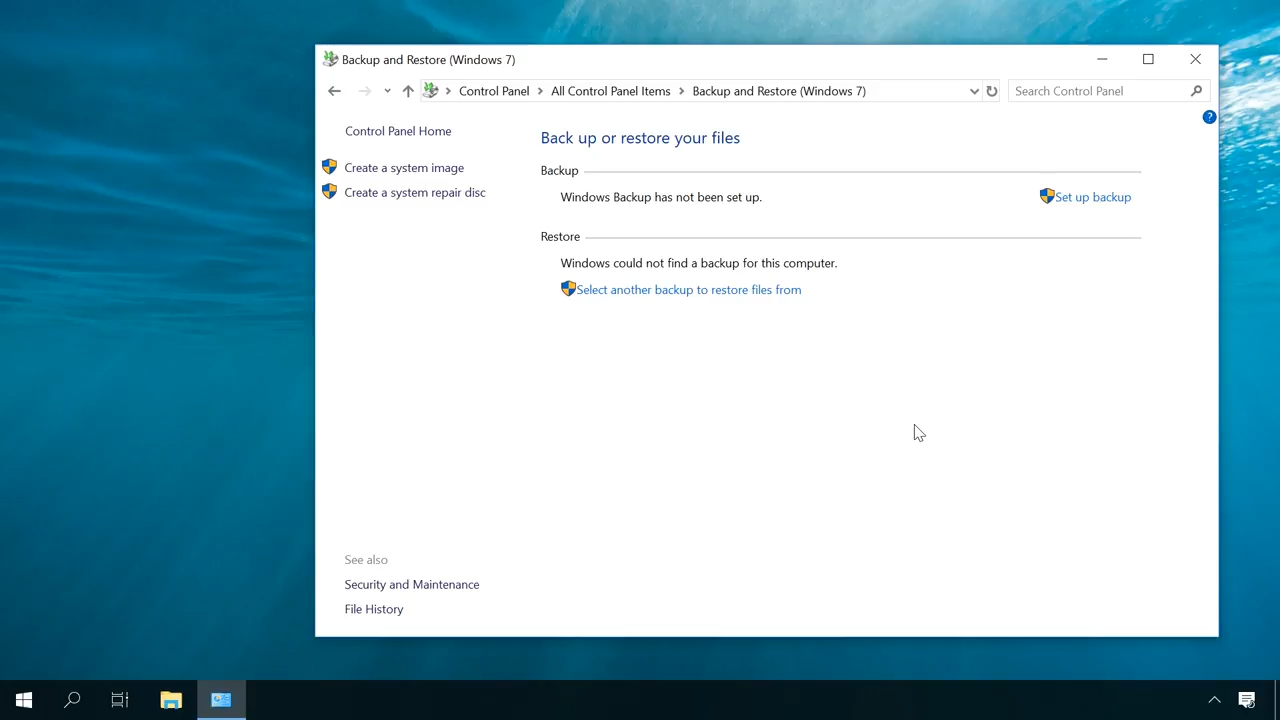 Backup and Restore (Windows 7)
Control Panel All Control Panel Items Backup and Restore (Windows 7) Search Control Panel
?
Control Panel Home
Create a system image
Create a system repair disc
Back up or restore your files
Backup
Windows Backup has not been set up. Set up backup
Restore
Windows could not find a backup for this computer.
Select another backup to restore files from
See also
Security and Maintenance
File History